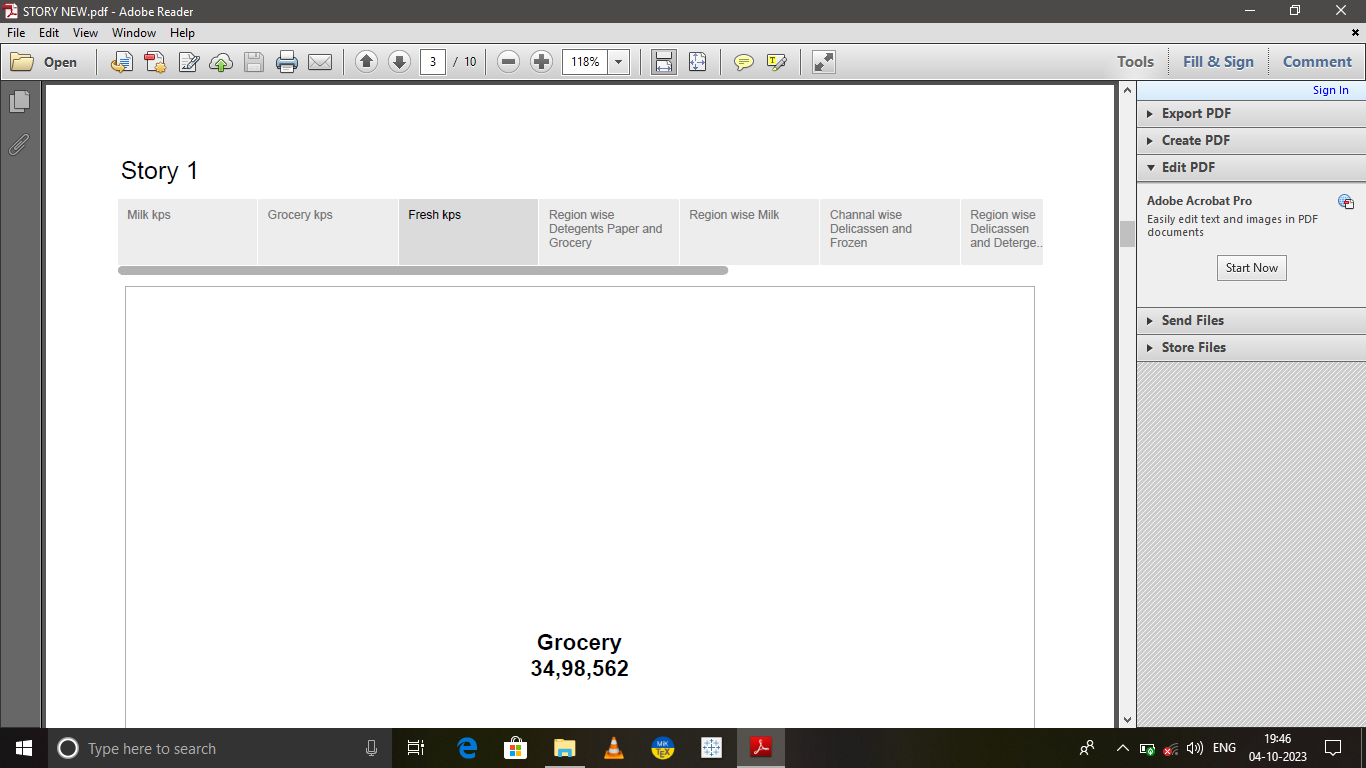 STORY NEW.pdf - Adobe Reader
File Edit View Window Help
Open 3 / 10 118% Tools Fill & Sign Comment
Sign In
Export PDF
Create PDF
Edit PDF
Adobe Acrobat Pro
Easily edit text and images in PDF
documents
Start Now
Send Files
Store Files
Story 1
Milk kps
Grocery kps
Fresh kps
Region wise
Detegents Paper and
Grocery
Region wise Milk
Channal wise
Delicassen and
Frozen
Region wise
Delicassen
and Deterge..
Grocery
34,98,562
Type here to search
MiK
TEX
ENG
19:46
04-10-2023